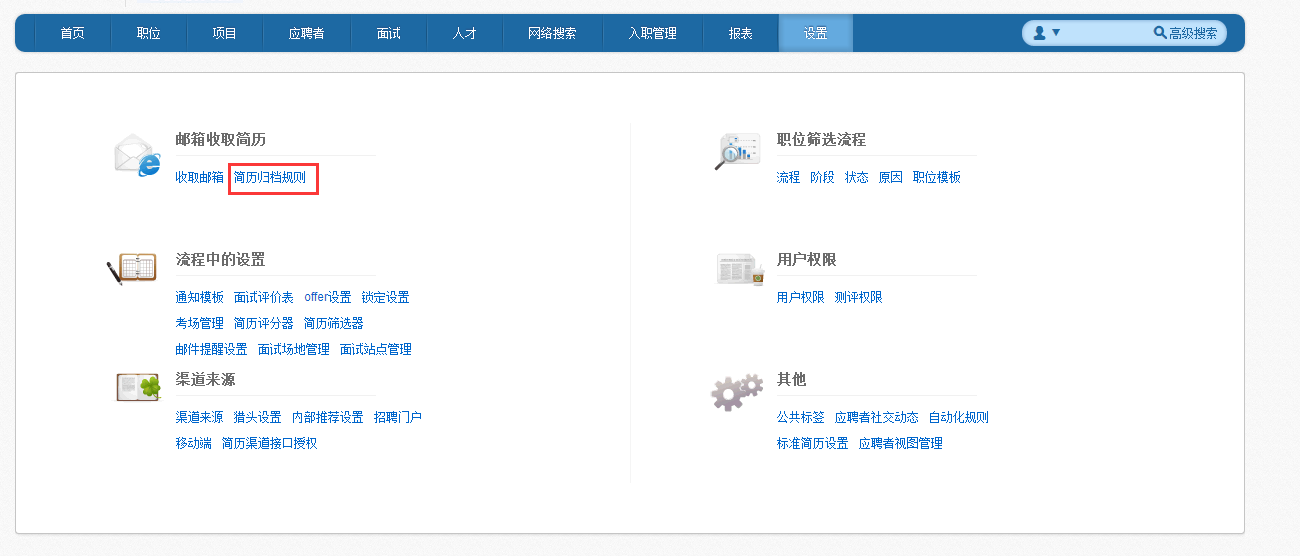 首页 职位 项目 应聘者 面试 人才 网络搜索 入职管理 报表 设置 高级搜索
邮箱收取简历
收取邮箱 简历归档规则
职位筛选流程
流程 阶段 状态 原因 职位模板
流程中的设置
通知模板 面试评价表 offer设置 锁定设置
考场管理 简历评分器 简历筛选器
邮件提醒设置 面试场地管理 面试站点管理
用户权限
用户权限 测评权限
渠道来源
渠道来源 猎头设置 内部推荐设置 招聘门户
移动端 简历渠道接口授权
其他
公共标签 应聘者社交动态 自动化规则
标准简历设置 应聘者视图管理